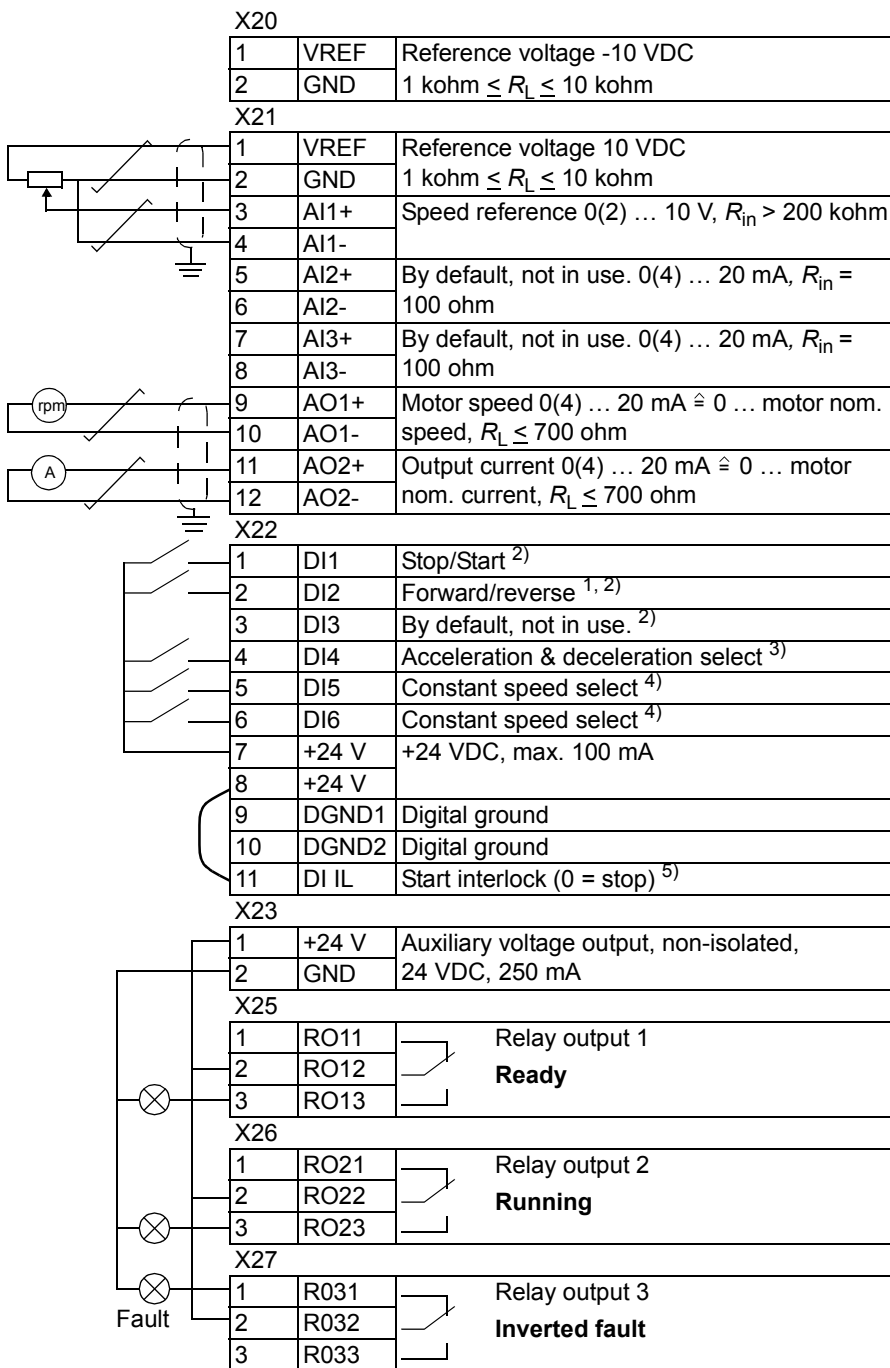 X20
1 VREF Reference voltage -10 VDC
2 GND 1 kohm ≤ RL ≤ 10 kohm
X21
1 VREF Reference voltage 10 VDC
2 GND 1 kohm ≤ RL ≤ 10 kohm
3 AI1+ Speed reference 0(2) … 10 V, Rin > 200 kohm
4 AI1-
5 AI2+ By default, not in use. 0(4) … 20 mA, Rin =
6 AI2- 100 ohm
7 AI3+ By default, not in use. 0(4) … 20 mA, Rin =
8 AI3- 100 ohm
rpm 9 AO1+ Motor speed 0(4) … 20 mA ≙ 0 … motor nom.
10 AO1- speed, RL ≤ 700 ohm
A 11 AO2+ Output current 0(4) … 20 mA ≙ 0 … motor
12 AO2- nom. current, RL ≤ 700 ohm
X22
1 DI1 Stop/Start 2)
2 DI2 Forward/reverse 1, 2)
3 DI3 By default, not in use. 2)
4 DI4 Acceleration & deceleration select 3)
5 DI5 Constant speed select 4)
6 DI6 Constant speed select 4)
7 +24 V +24 VDC, max. 100 mA
8 +24 V
9 DGND1 Digital ground
10 DGND2 Digital ground
11 DI IL Start interlock (0 = stop) 5)
X23
1 +24 V Auxiliary voltage output, non-isolated,
2 GND 24 VDC, 250 mA
X25
1 RO11 Relay output 1
2 RO12 Ready
3 RO13
X26
1 RO21 Relay output 2
2 RO22 Running
3 RO23
X27
1 R031 Relay output 3
Fault 2 R032 Inverted fault
3 R033